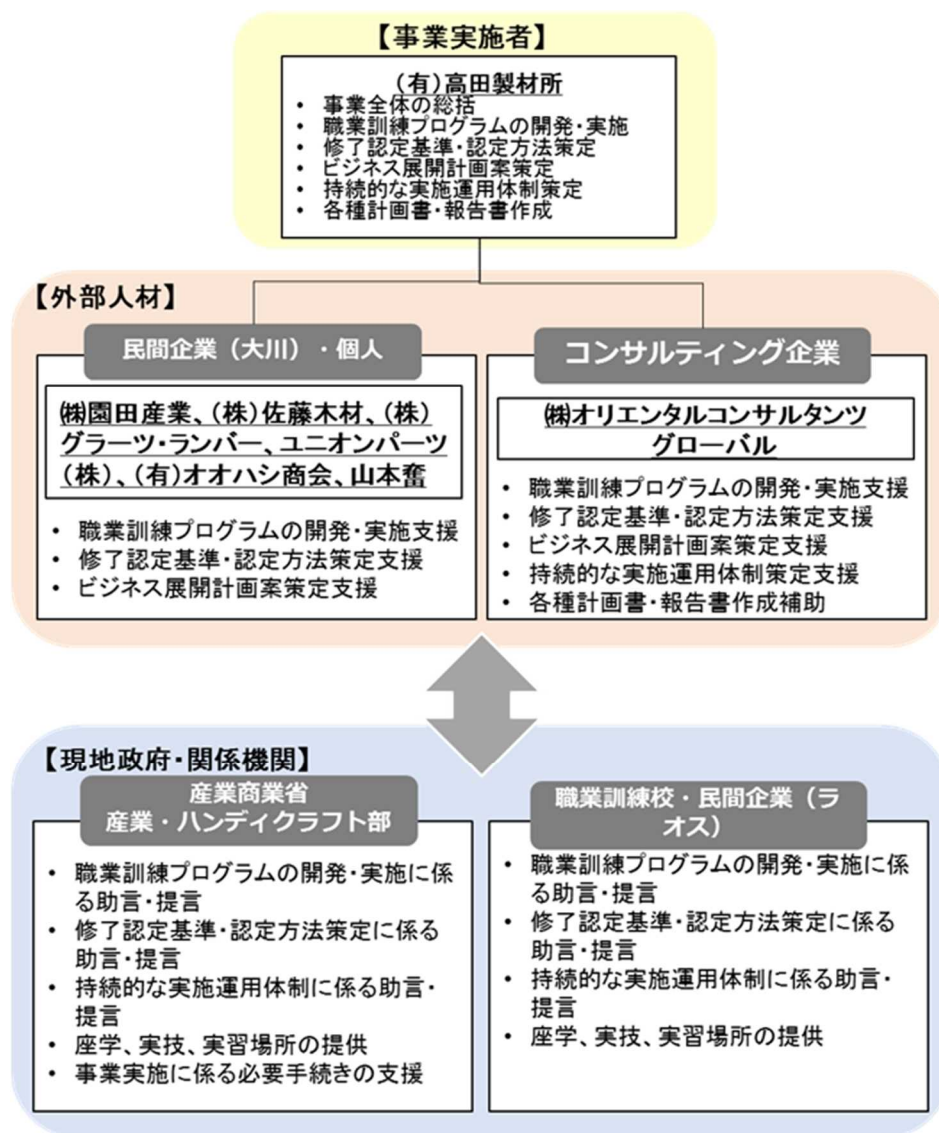 【事業実施者】
(有)高田製材所
• 事業全体の総括
• 職業訓練プログラムの開発・実施
• 修了認定基準・認定方法策定
• ビジネス展開計画案策定
• 持続的な実施運用体制策定
• 各種計画書・報告書作成
【外部人材】
民間企業（大川）・個人
㈱園田産業、(株)佐藤木材、(株)
グラーツ・ランバー、ユニオンパーツ
(株)、(有)オオハシ商会、山本奮
• 職業訓練プログラムの開発・実施支援
• 修了認定基準・認定方法策定支援
• ビジネス展開計画案策定支援
コンサルティング企業
㈱オリエンタルコンサルタンツ
グローバル
• 職業訓練プログラムの開発・実施支援
• 修了認定基準・認定方法策定支援
• ビジネス展開計画案策定支援
• 持続的な実施運用体制策定支援
• 各種計画書・報告書作成補助
【現地政府・関係機関】
産業商業省
産業・ハンディクラフト部
• 職業訓練プログラムの開発・実施に係
る助言・提言
• 修了認定基準・認定方法策定に係る
助言・提言
• 持続的な実施運用体制に係る助言・
提言
• 座学、実技、実習場所の提供
• 事業実施に係る必要手続きの支援
職業訓練校・民間企業（ラ
オス）
• 職業訓練プログラムの開発・実施に係
る助言・提言
• 修了認定基準・認定方法策定に係る
助言・提言
• 持続的な実施運用体制に係る助言・
提言
• 座学、実技、実習場所の提供